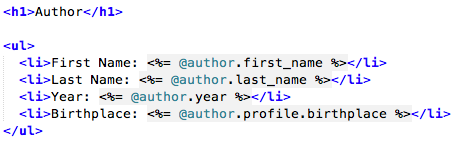 <h1>Author</h1>
<ul>
<li>First Name: <%= @author.first_name %></li>
<li>Last Name: <%= @author.last_name %></li>
<li>Year: <%= @author.year %></li>
<li>Birthplace: <%= @author.profile.birthplace %></li>
</ul>